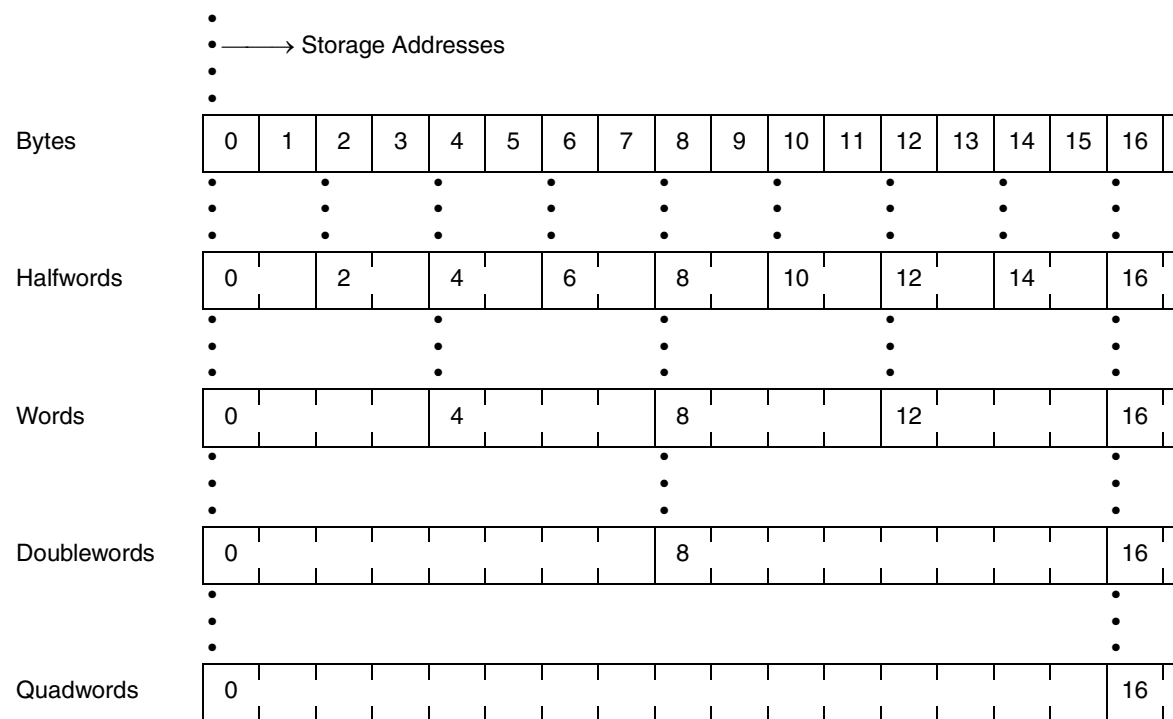 Storage Addresses
Bytes 0 1 2 3 4 5 6 7 8 9 10 11 12 13 14 15 16
Halfwords 0 2 4 6 8 10 12 14 16
Words 0 4 8 12 16
Doublewords 0 8 16
Quadwords 0 16